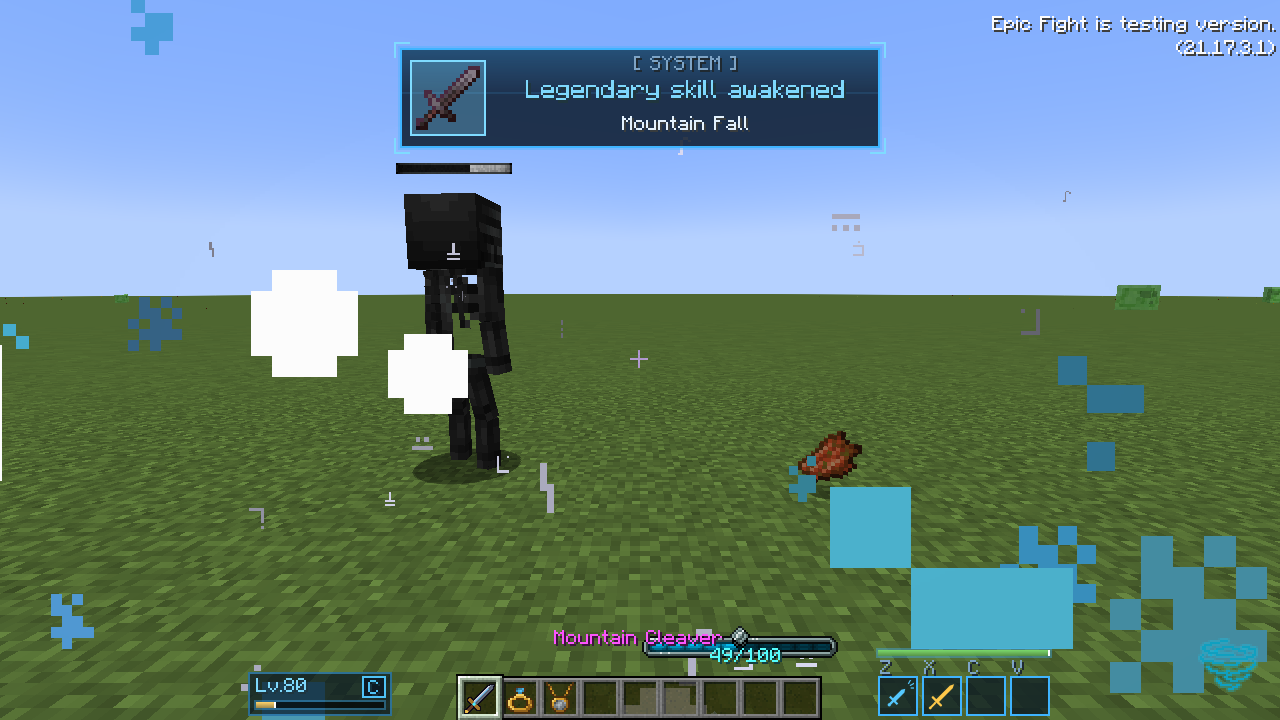 Epic Fight is testing version.
(21.17.3.1)
[ SYSTEM ]
Legendary skill awakened
Mountain Fall
Mountain Cleaver
49/100
Lv.80
C
Z X C V